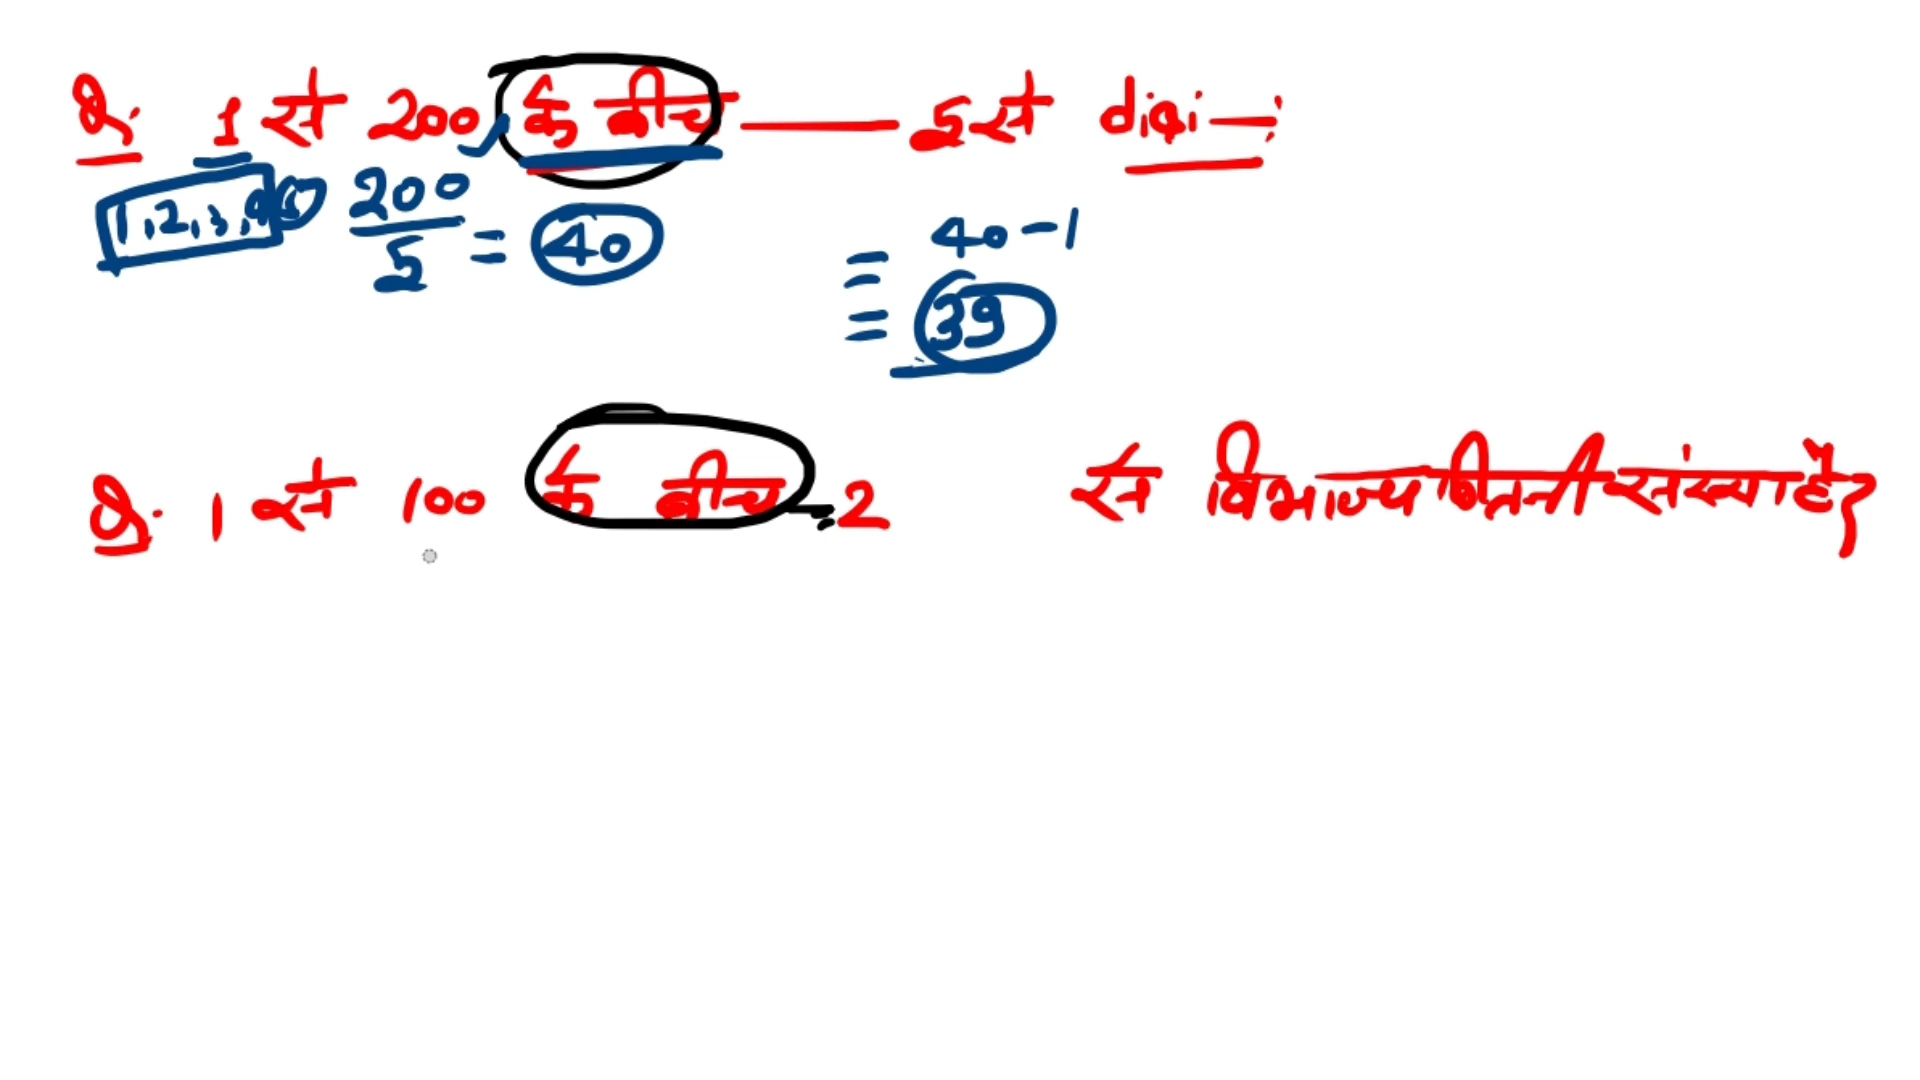 Q. 1 से 200 के बीच —— 5 से digi—:
1, 2, 3, 4 5 200/5 = 40
= 40 - 1
= 39
Q. 1 से 100 के बीच - 2 से विभाज्य कितनी संख्या है?